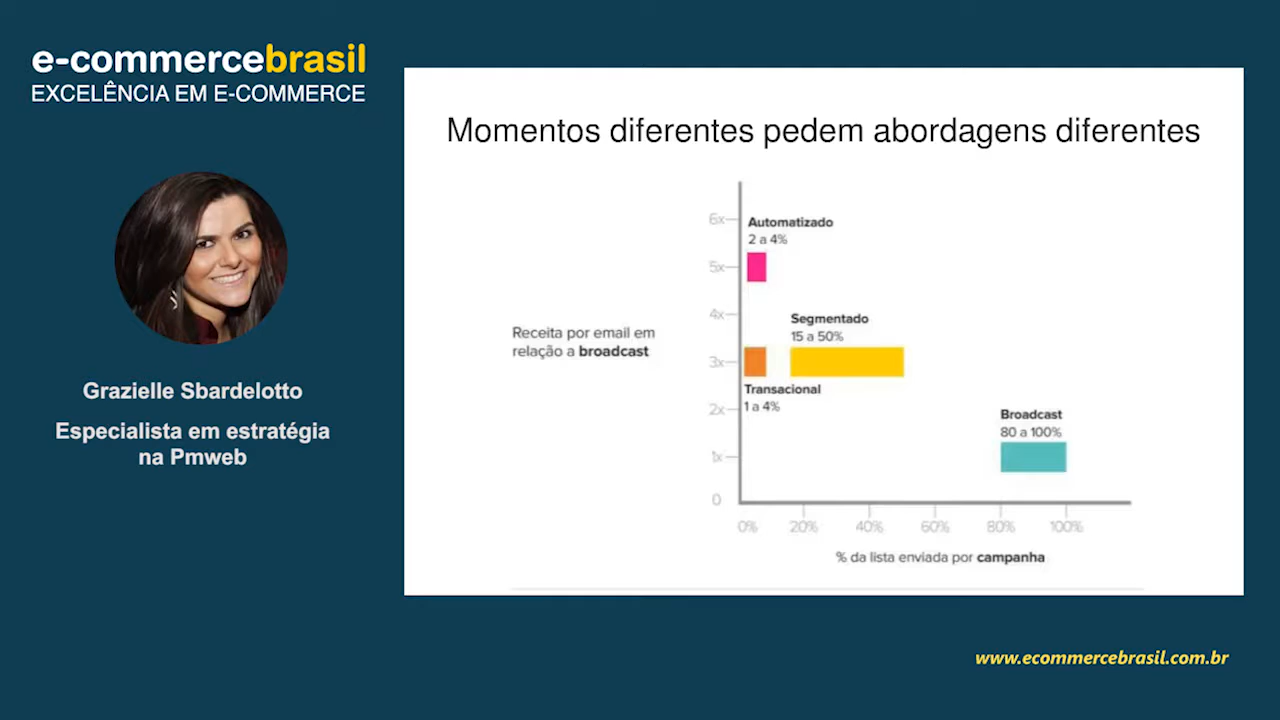 e-commercebrasil
EXCELÊNCIA EM E-COMMERCE
Grazielle Sbardelotto
Especialista em estratégia
na Pmweb
Momentos diferentes pedem abordagens diferentes
Receita por email em
relação a broadcast
6x
5x
4x
3x
2x
1x
0
Automatizado
2 a 4%
Segmentado
15 a 50%
Transacional
1 a 4%
Broadcast
80 a 100%
0% 20% 40% 60% 80% 100%
% da lista enviada por campanha
www.ecommercebrasil.com.br